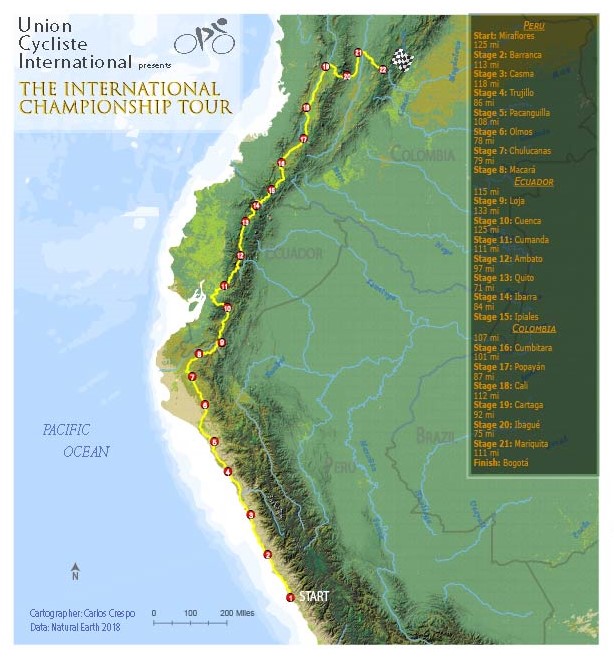 Union
Cycliste
International presents
THE INTERNATIONAL
CHAMPIONSHIP TOUR
PERU
Start: Miraflores
125 mi
Stage 2: Barranca
113 mi
Stage 3: Casma
118 mi
Stage 4: Trujillo
86 mi
Stage 5: Pacanguilla
108 mi
Stage 6: Olmos
78 mi
Stage 7: Chulucanas
79 mi
Stage 8: Macará
ECUADOR
115 mi
Stage 9: Loja
133 mi
Stage 10: Cuenca
125 mi
Stage 11: Cumanda
111 mi
Stage 12: Ambato
97 mi
Stage 13: Quito
71 mi
Stage 14: Ibarra
84 mi
Stage 15: Ipiales
COLOMBIA
107 mi
Stage 16: Cumbitara
101 mi
Stage 17: Popayán
87 mi
Stage 18: Cali
112 mi
Stage 19: Cartaga
92 mi
Stage 20: Ibagué
75 mi
Stage 21: Mariquita
111 mi
Finish: Bogotá
21
19
20
22
18
17
16
15
14
13
12
11
10
9
8
7
6
5
4
3
2
1
START
COLOMBIA
ECUADOR
PERU
BRAZIL
PACIFIC
OCEAN
N
Cartographer: Carlos Crespo
Data: Natural Earth 2018
0 100 200 Miles